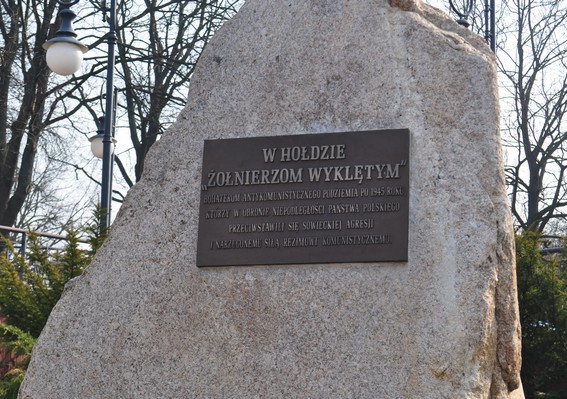 W HOŁDZIE
„ŻOŁNIERZOM WYKLĘTYM”
BOHATEROM ANTYKOMUNISTYCZNEGO PODZIEMIA PO 1945 ROKU,
KTÓRZY W OBRONIE NIEPODLEGŁOŚCI PAŃSTWA POLSKIEGO
PRZECIWSTAWILI SIĘ SOWIECKIEJ AGRESJI
I NARZUCONEMU SIŁĄ REŻIMOWI KOMUNISTYCZNEMU